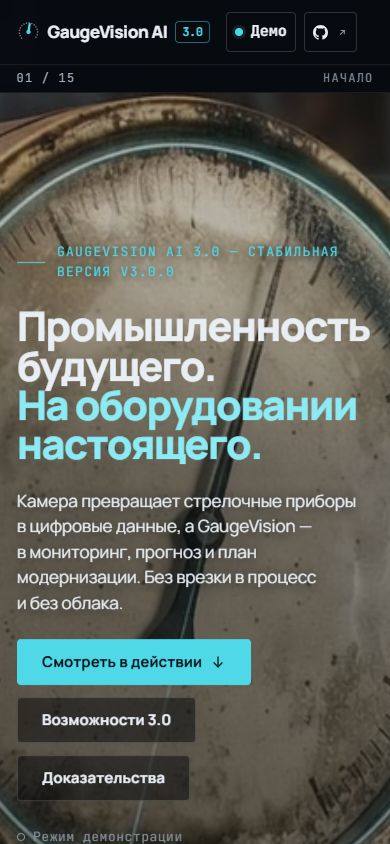 GaugeVision AI 3.0 Демо ↗
01 / 15 НАЧАЛО
GAUGEVISION AI 3.0 — СТАБИЛЬНАЯ
ВЕРСИЯ V3.0.0
Промышленность
будущего.
На оборудовании
настоящего.
Камера превращает стрелочные приборы
в цифровые данные, а GaugeVision —
в мониторинг, прогноз и план
модернизации. Без врезки в процесс
и без облака.
Смотреть в действии ↓
Возможности 3.0
Доказательства
Режим демонстрации